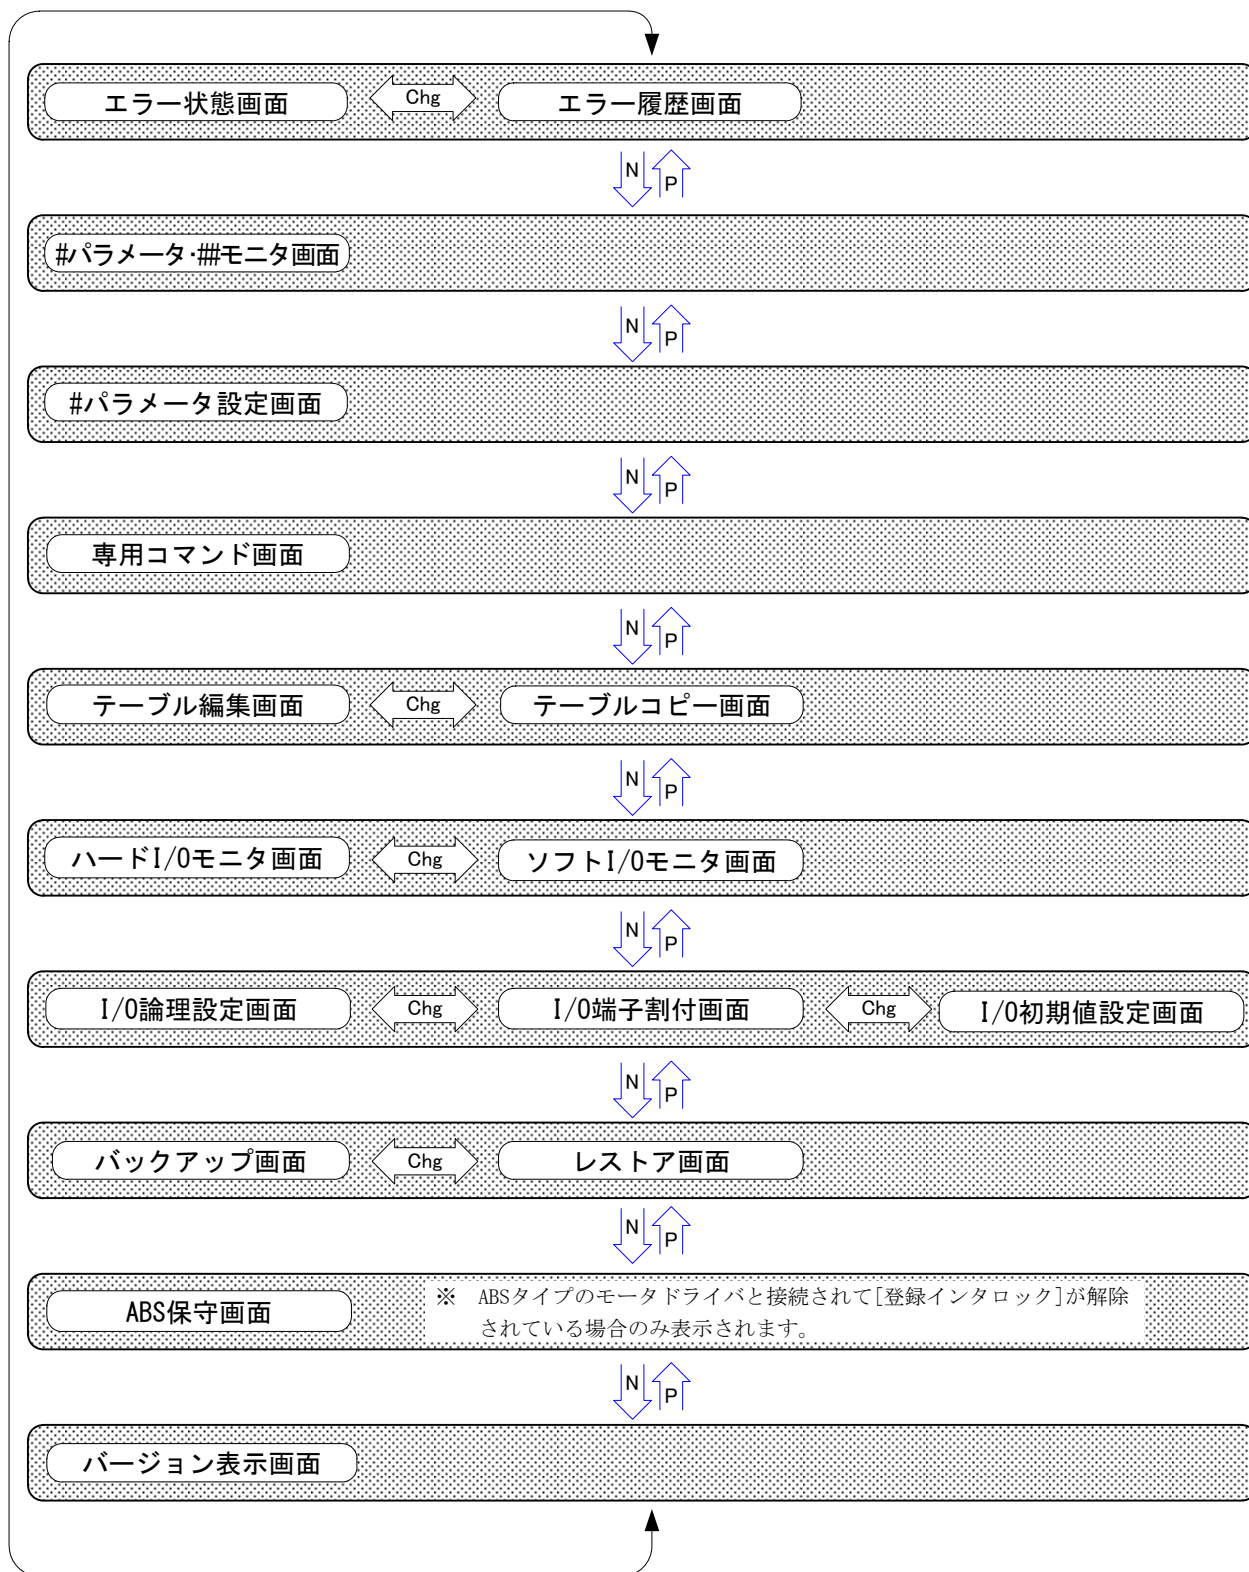 エラー状態画面 Chg エラー履歴画面
N P
#パラメータ・##モニタ画面
N P
#パラメータ設定画面
N P
専用コマンド画面
N P
テーブル編集画面 Chg テーブルコピー画面
N P
ハードI/Oモニタ画面 Chg ソフトI/Oモニタ画面
N P
I/O論理設定画面 Chg I/O端子割付画面 Chg I/O初期値設定画面
N P
バックアップ画面 Chg レストア画面
N P
ABS保守画面
※ ABSタイプのモータドライバと接続されて[登録インタロック]が解除
されている場合のみ表示されます。
N P
バージョン表示画面